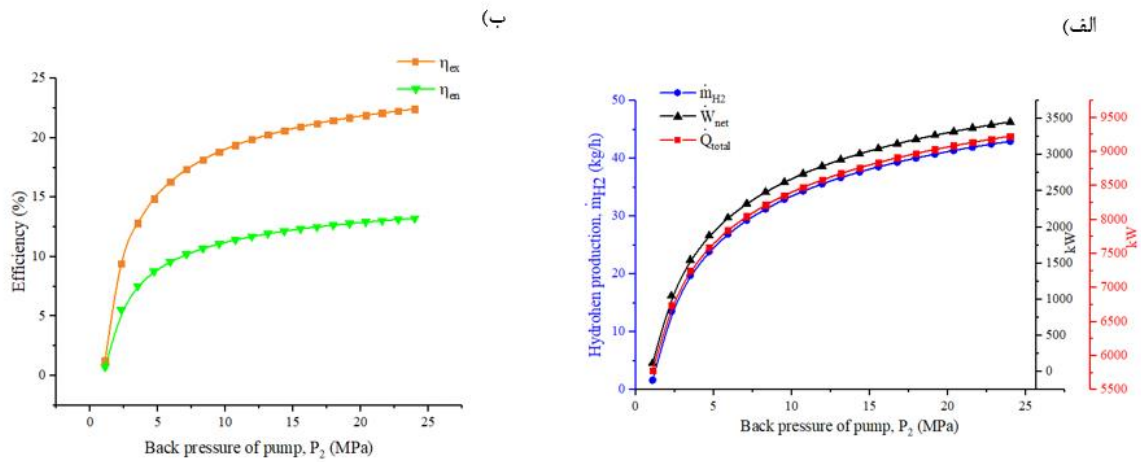 ب)
η_ex
η_en
25
20
15
10
5
0
Efficiency (%)
0 5 10 15 20 25
Back pressure of pump, P₂ (MPa)
الف)
ṁ_H2
Ẇ_net
Q̇_total
50
40
30
20
10
0
Hydrohen production, ṁH2 (kg/h)
3500
3000
2500
2000
1500
1000
500
0
kW
9500
9000
8500
8000
7500
7000
6500
6000
5500
kW
0 5 10 15 20 25
Back pressure of pump, P₂ (MPa)